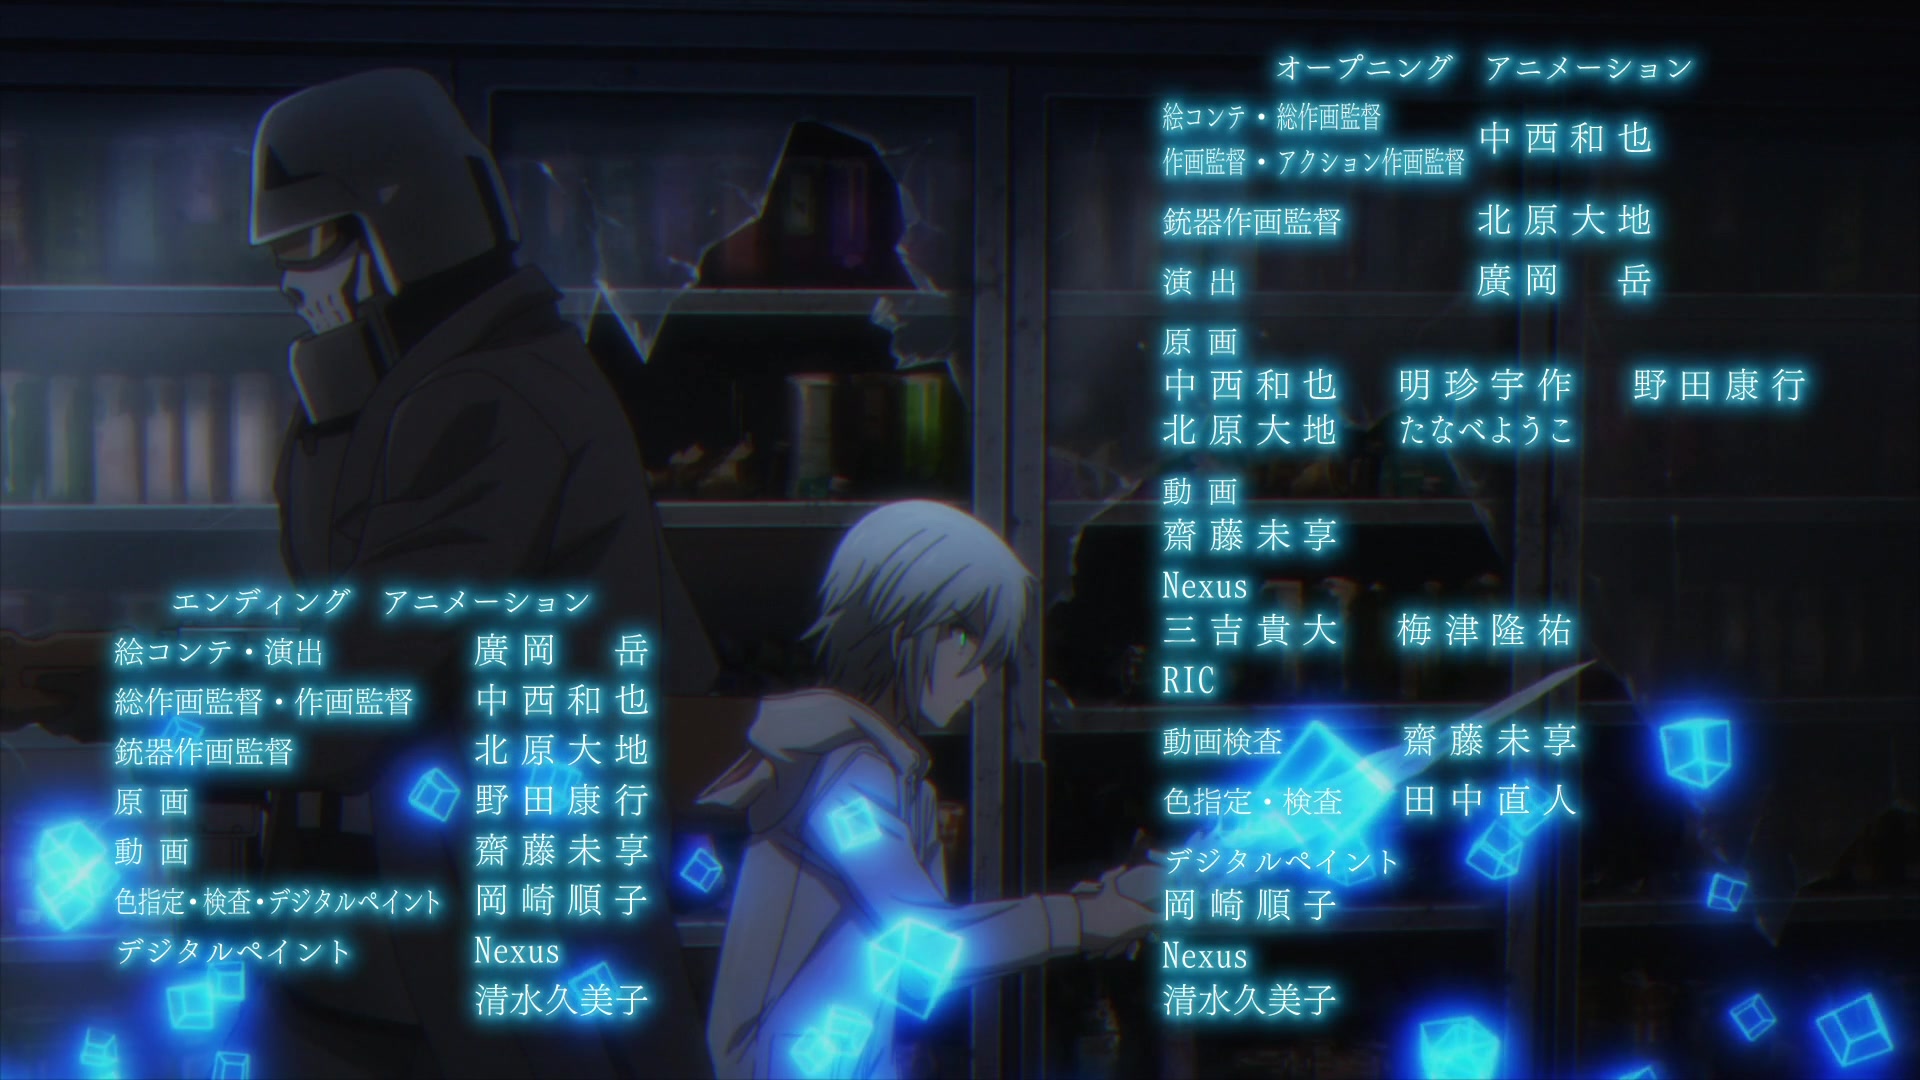 オープニング アニメーション
絵コンテ・総作画監督
作画監督・アクション作画監督 中西和也
銃器作画監督 北原大地
演出 廣岡 岳
原画
中西和也 明珍宇作 野田康行
北原大地 たなべようこ
動画
齋藤未享
Nexus
三吉貴大 梅津隆祐
RIC
動画検査 齋藤未享
色指定・検査 田中直人
デジタルペイント
岡崎順子
Nexus
清水久美子
エンディング アニメーション
絵コンテ・演出 廣岡 岳
総作画監督・作画監督 中西和也
銃器作画監督 北原大地
原画 野田康行
動画 齋藤未享
色指定・検査・デジタルペイント 岡崎順子
デジタルペイント Nexus
清水久美子